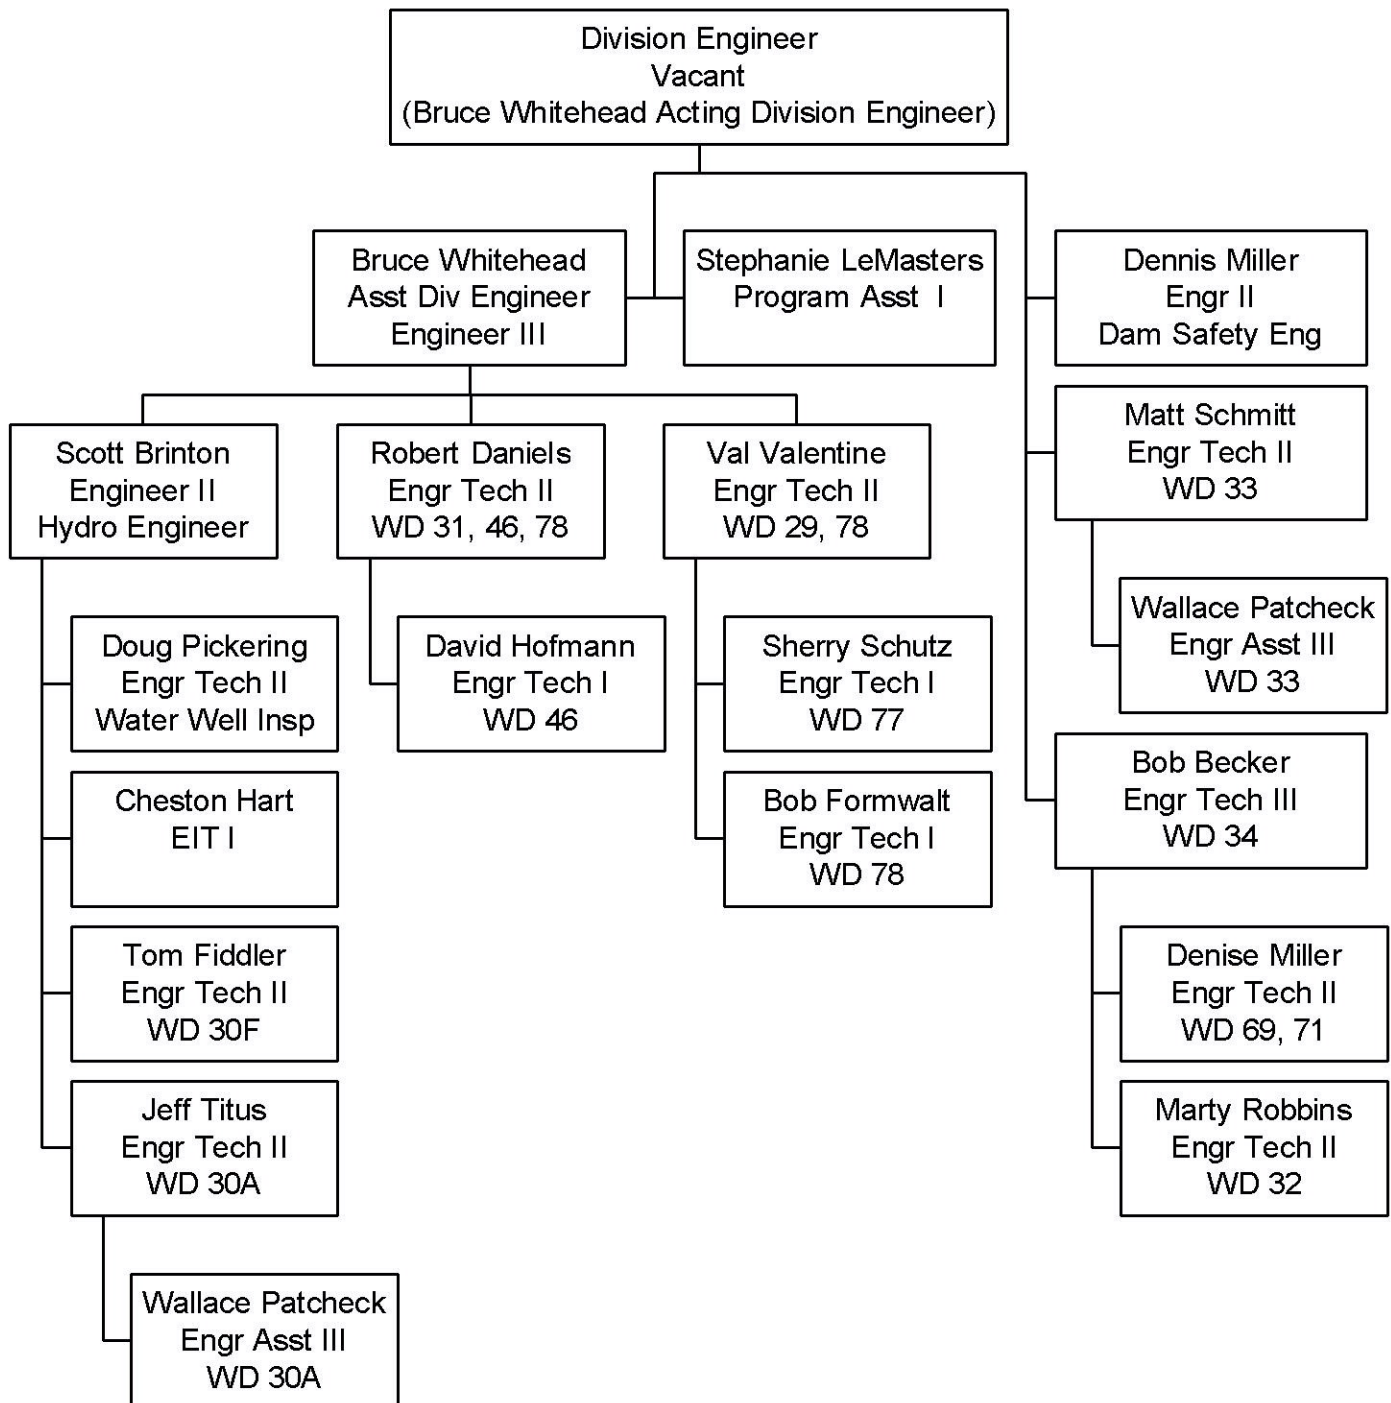 Division Engineer
Vacant
(Bruce Whitehead Acting Division Engineer)
Bruce Whitehead
Asst Div Engineer
Engineer III
Stephanie LeMasters
Program Asst I
Dennis Miller
Engr II
Dam Safety Eng
Matt Schmitt
Engr Tech II
WD 33
Scott Brinton
Engineer II
Hydro Engineer
Robert Daniels
Engr Tech II
WD 31, 46, 78
Val Valentine
Engr Tech II
WD 29, 78
Wallace Patcheck
Engr Asst III
WD 33
Doug Pickering
Engr Tech II
Water Well Insp
David Hofmann
Engr Tech I
WD 46
Sherry Schutz
Engr Tech I
WD 77
Bob Becker
Engr Tech III
WD 34
Cheston Hart
EIT I
Bob Formwalt
Engr Tech I
WD 78
Tom Fiddler
Engr Tech II
WD 30F
Denise Miller
Engr Tech II
WD 69, 71
Jeff Titus
Engr Tech II
WD 30A
Marty Robbins
Engr Tech II
WD 32
Wallace Patcheck
Engr Asst III
WD 30A